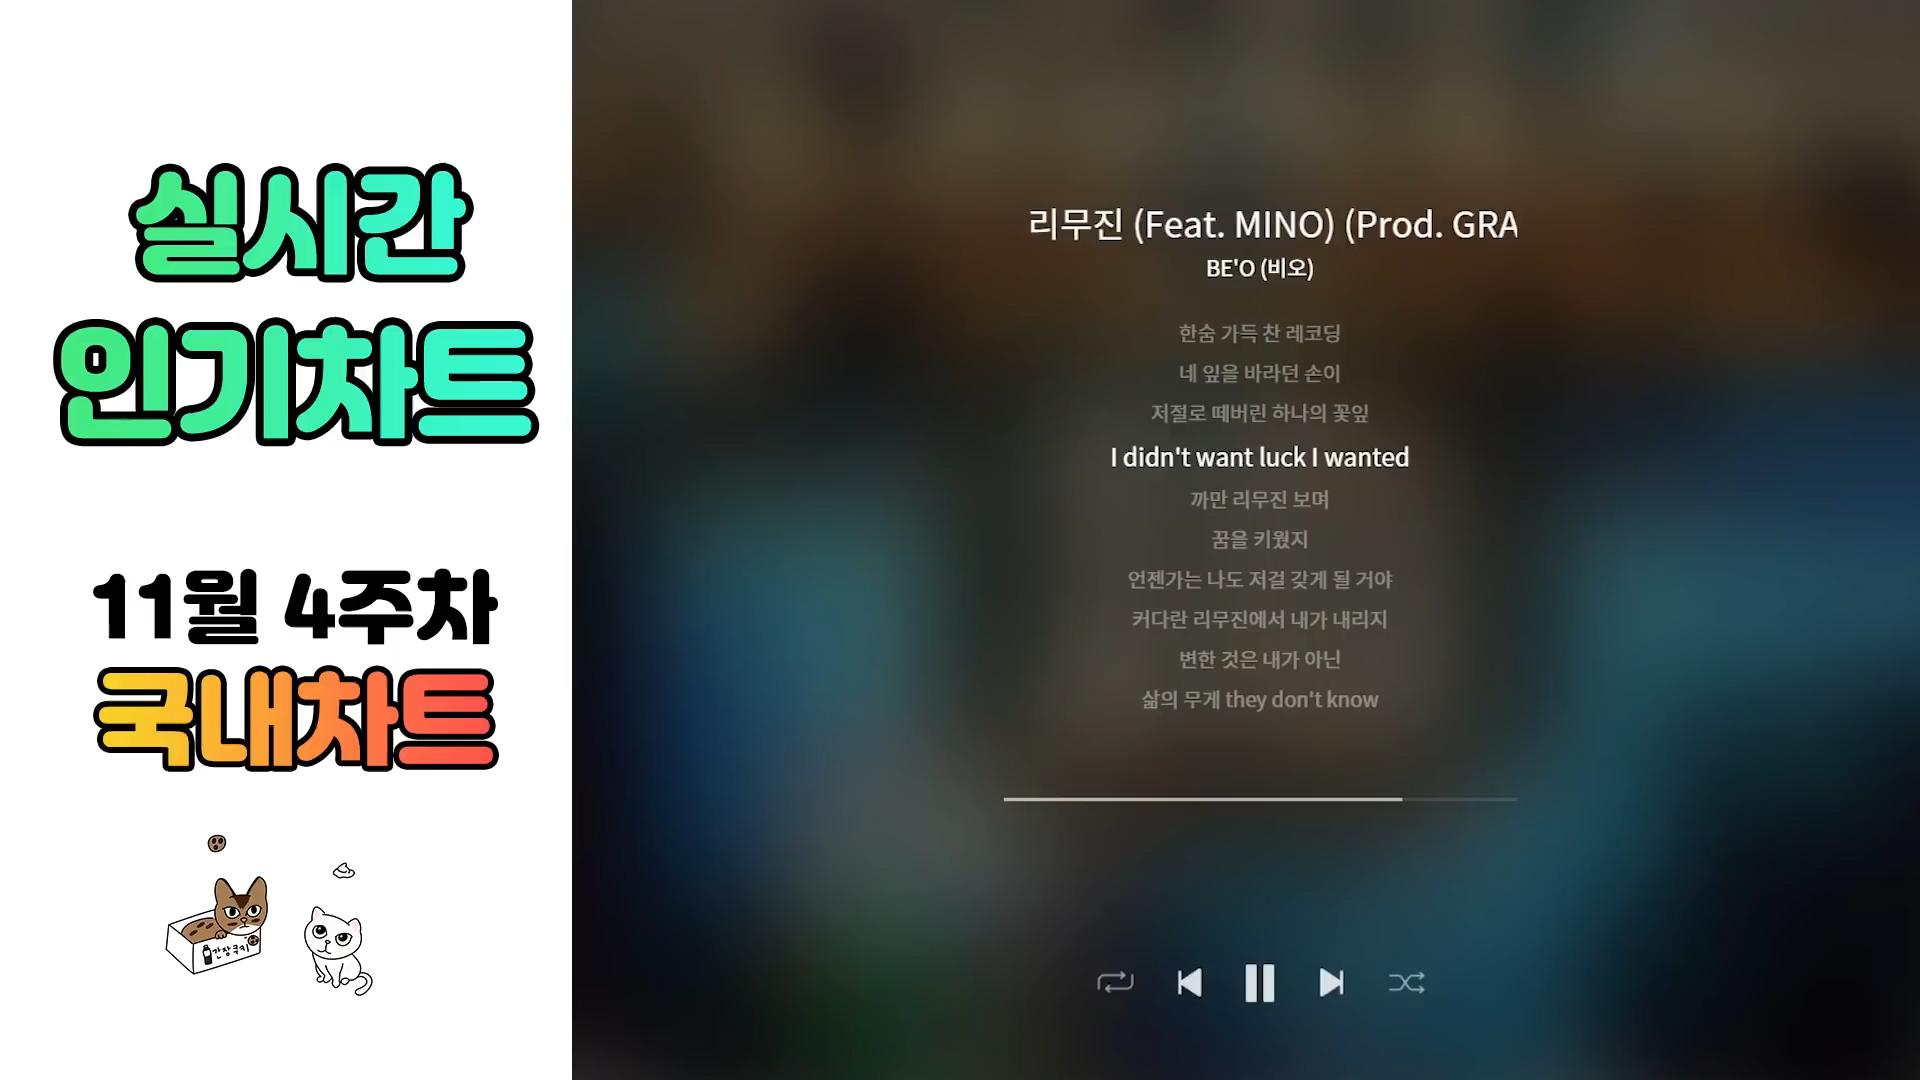 실시간
인기차트
11월 4주차
국내차트
간장쿠키
리무진 (Feat. MINO) (Prod. GRA
BE'O (비오)
한숨 가득 찬 레코딩
네 잎을 바라던 손이
저절로 떼버린 하나의 꽃잎
I didn't want luck I wanted
까만 리무진 보며
꿈을 키웠지
언젠가는 나도 저걸 갖게 될 거야
커다란 리무진에서 내가 내리지
변한 것은 내가 아닌
삶의 무게 they don't know